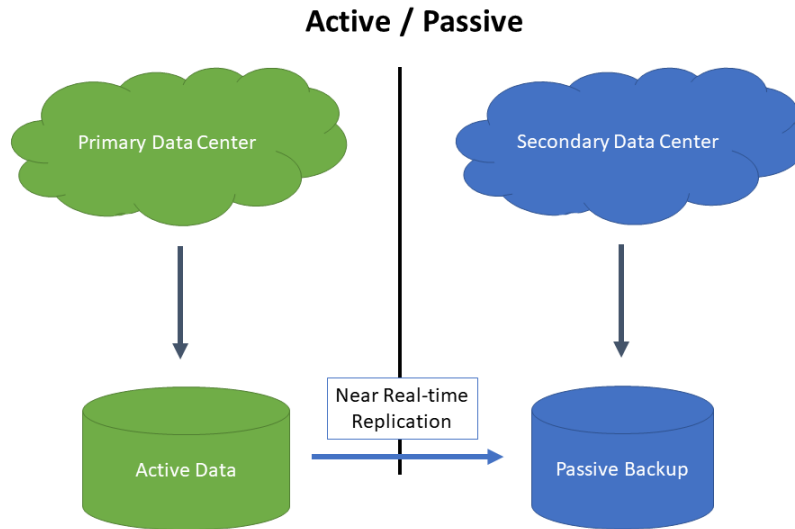 Active / Passive
Primary Data Center
Secondary Data Center
Near Real-time
Replication
Active Data
Passive Backup